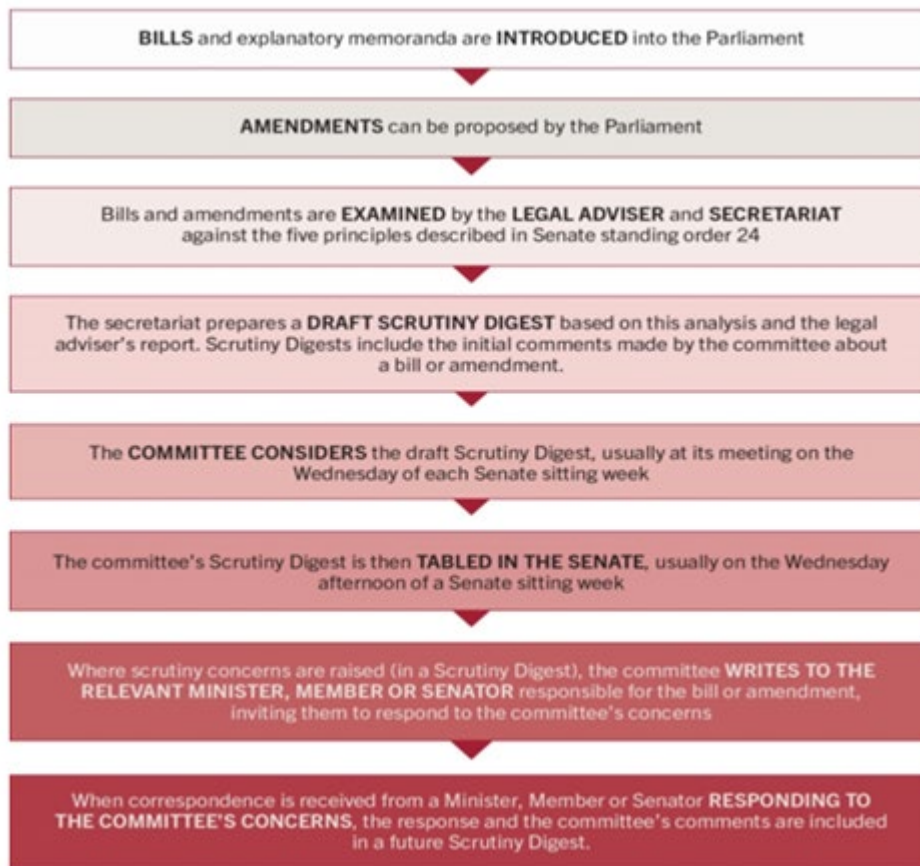 BILLS and explanatory memoranda are INTRODUCED into the Parliament
AMENDMENTS can be proposed by the Parliament
Bills and amendments are EXAMINED by the LEGAL ADVISER and SECRETARIAT
against the five principles described in Senate standing order 24
The secretariat prepares a DRAFT SCRUTINY DIGEST based on this analysis and the legal
adviser's report. Scrutiny Digests include the initial comments made by the committee about
a bill or amendment.
The COMMITTEE CONSIDERS the draft Scrutiny Digest, usually at its meeting on the
Wednesday of each Senate sitting week
The committee's Scrutiny Digest is then TABLED IN THE SENATE, usually on the Wednesday
afternoon of a Senate sitting week
Where scrutiny concerns are raised (in a Scrutiny Digest), the committee WRITES TO THE
RELEVANT MINISTER, MEMBER OR SENATOR responsible for the bill or amendment,
inviting them to respond to the committee's concerns
When correspondence is received from a Minister, Member or Senator RESPONDING TO
THE COMMITTEE'S CONCERNS, the response and the committee's comments are included
in a future Scrutiny Digest.